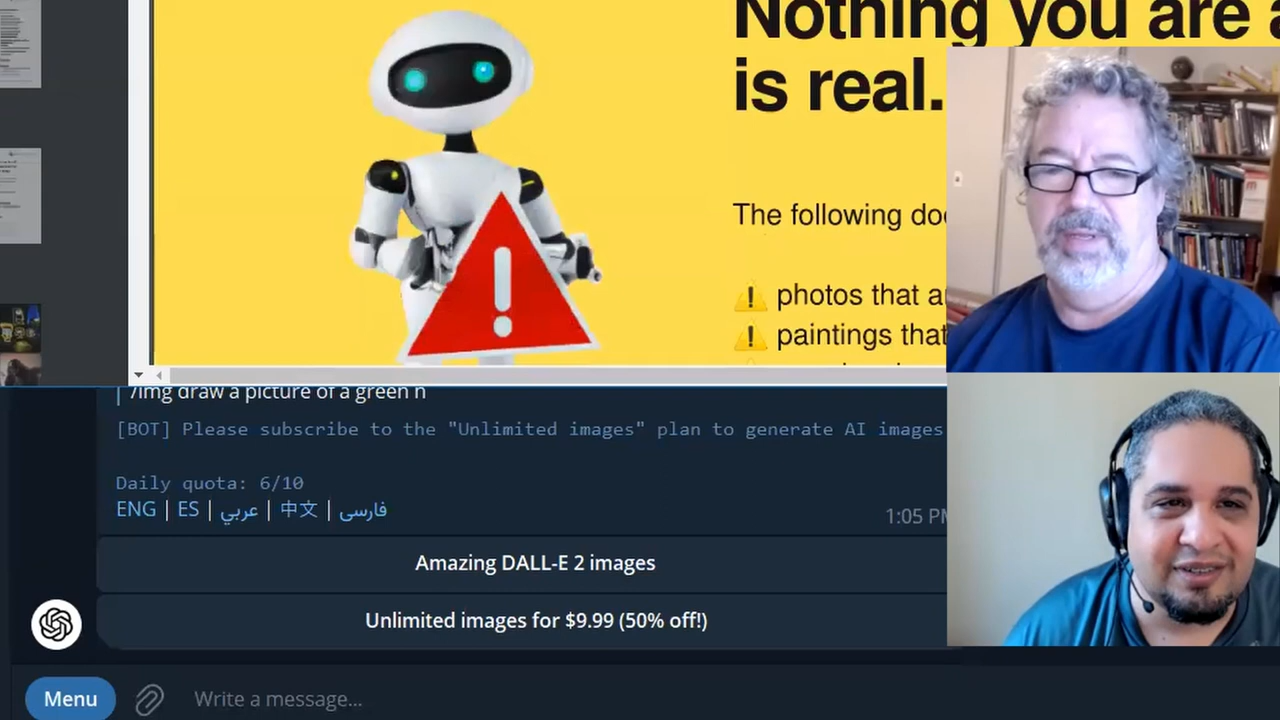 Nothing you are a
is real.
The following do
photos that a
paintings that
/img draw a picture of a green h
[BOT] Please subscribe to the "Unlimited images" plan to generate AI images
Daily quota: 6/10
ENG | ES | عربي | 中文 | فارسی
1:05 PM
Amazing DALL-E 2 images
Unlimited images for $9.99 (50% off!)
Menu
Write a message...